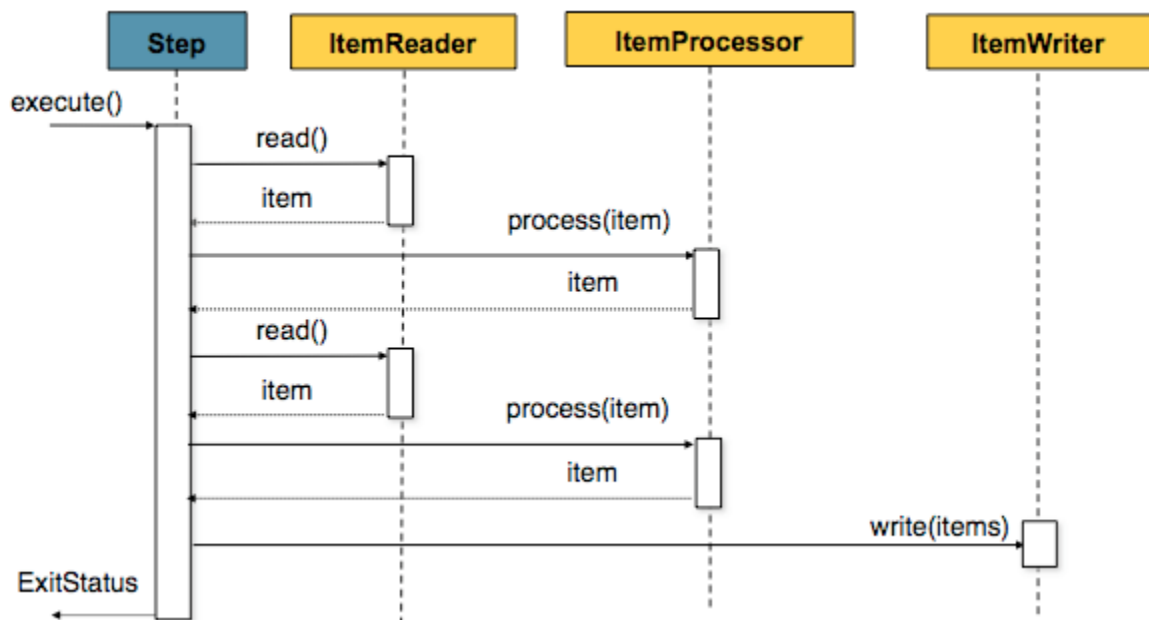 Step
ItemReader
ItemProcessor
ItemWriter
execute()
read()
item
process(item)
item
read()
item
process(item)
item
write(items)
ExitStatus